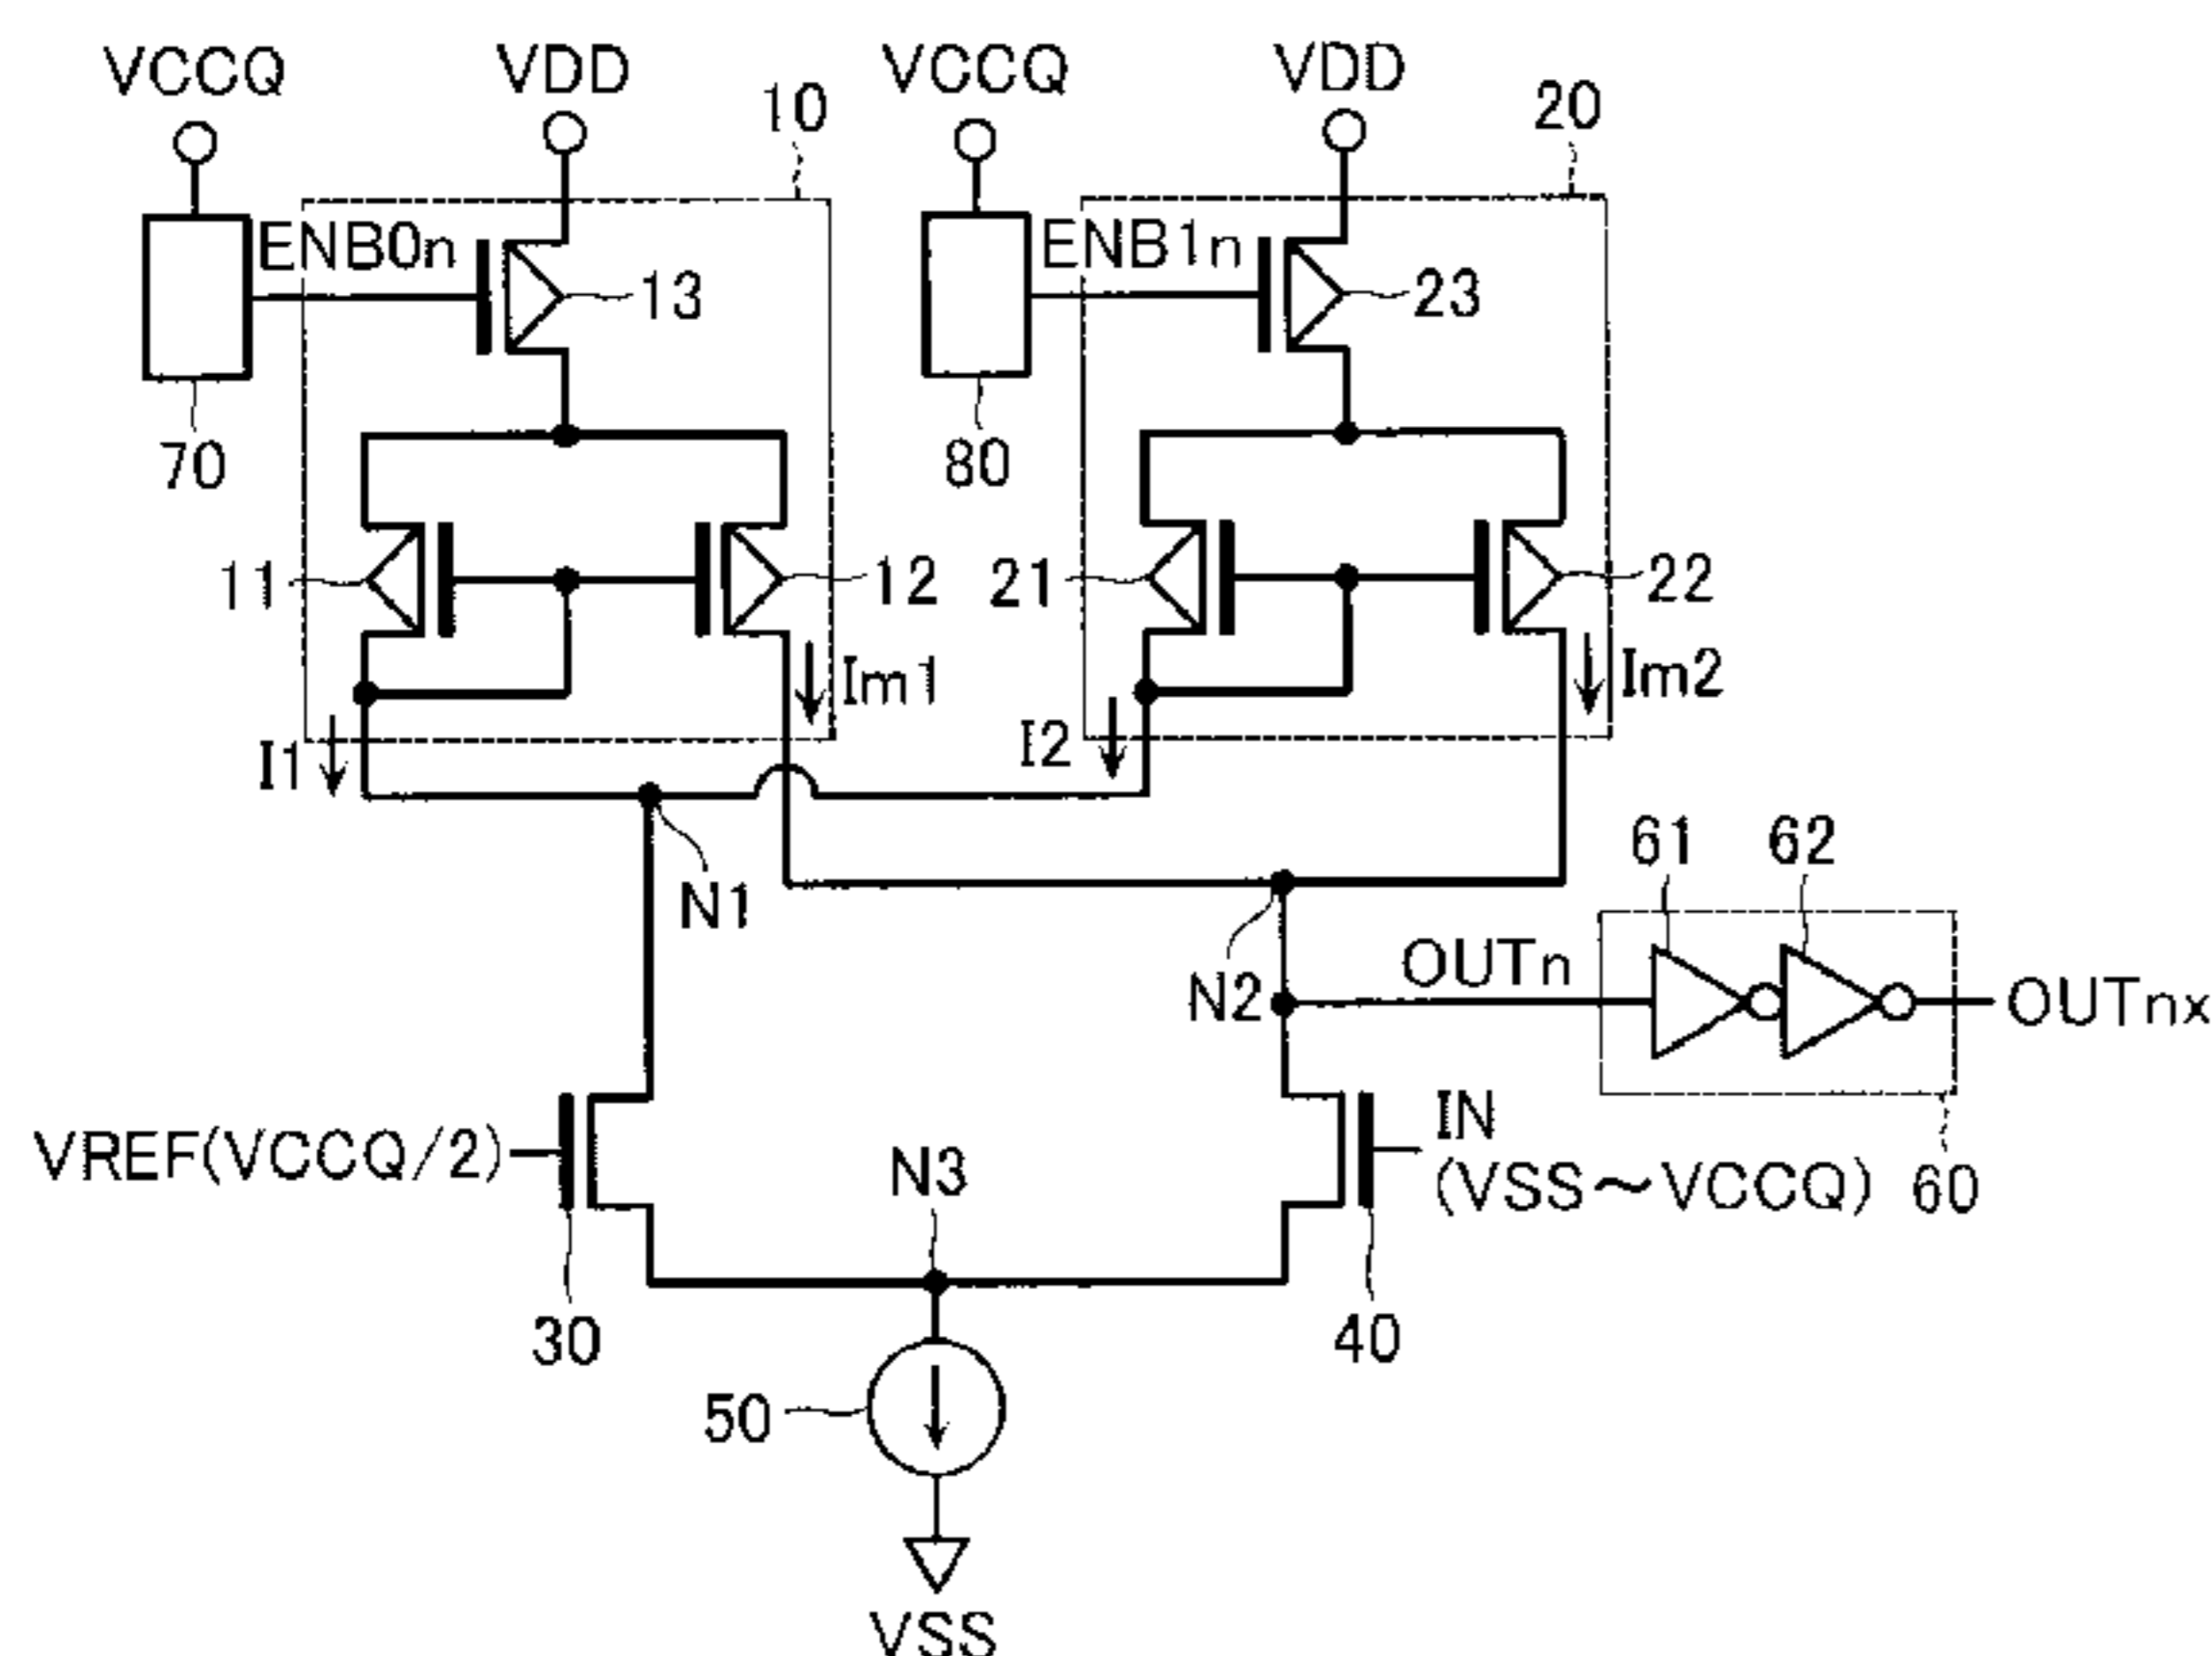 VCCQ VDD VCCQ VDD
10 20
ENB0n ENB1n
13 23
70 80
11 12 21 22
Im1 Im2
I1 I2
N1
61 62
N2 OUTn OUTnx
VREF(VCCQ/2) N3 IN
(VSS～VCCQ) 60
30 40
50
VSS